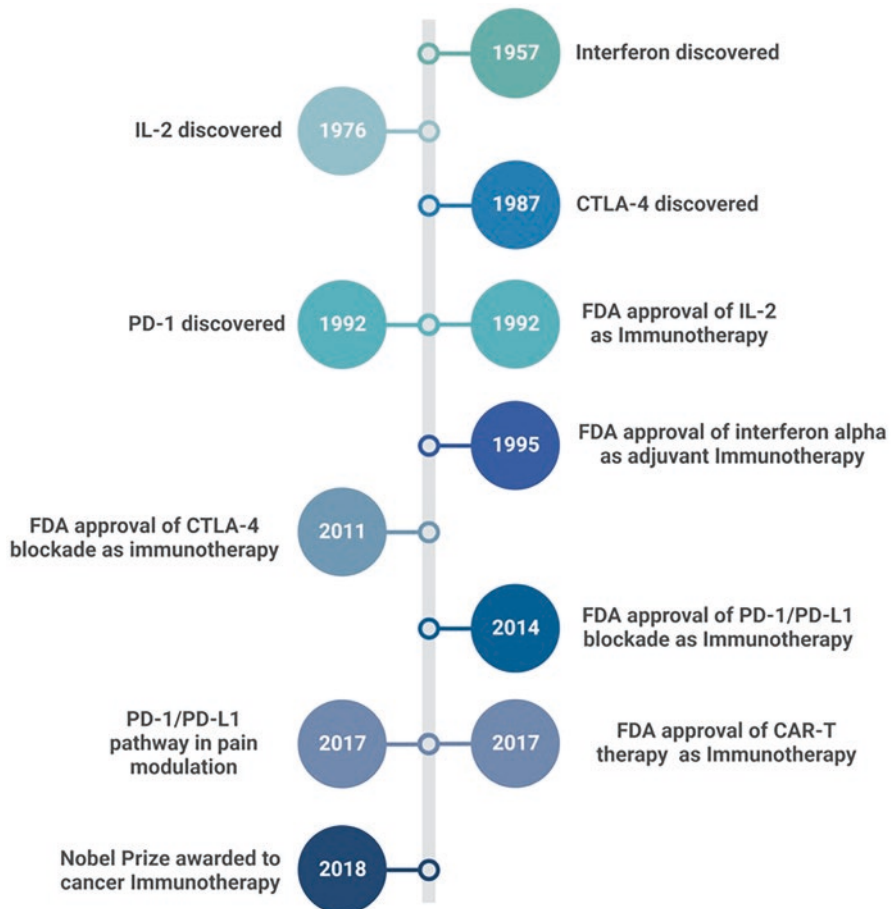 1957
Interferon discovered
IL-2 discovered
1976
1987
CTLA-4 discovered
PD-1 discovered
1992
1992
FDA approval of IL-2
as Immunotherapy
1995
FDA approval of interferon alpha
as adjuvant Immunotherapy
FDA approval of CTLA-4
blockade as immunotherapy
2011
2014
FDA approval of PD-1/PD-L1
blockade as Immunotherapy
PD-1/PD-L1
pathway in pain
modulation
2017
2017
FDA approval of CAR-T
therapy as Immunotherapy
Nobel Prize awarded to
cancer Immunotherapy
2018